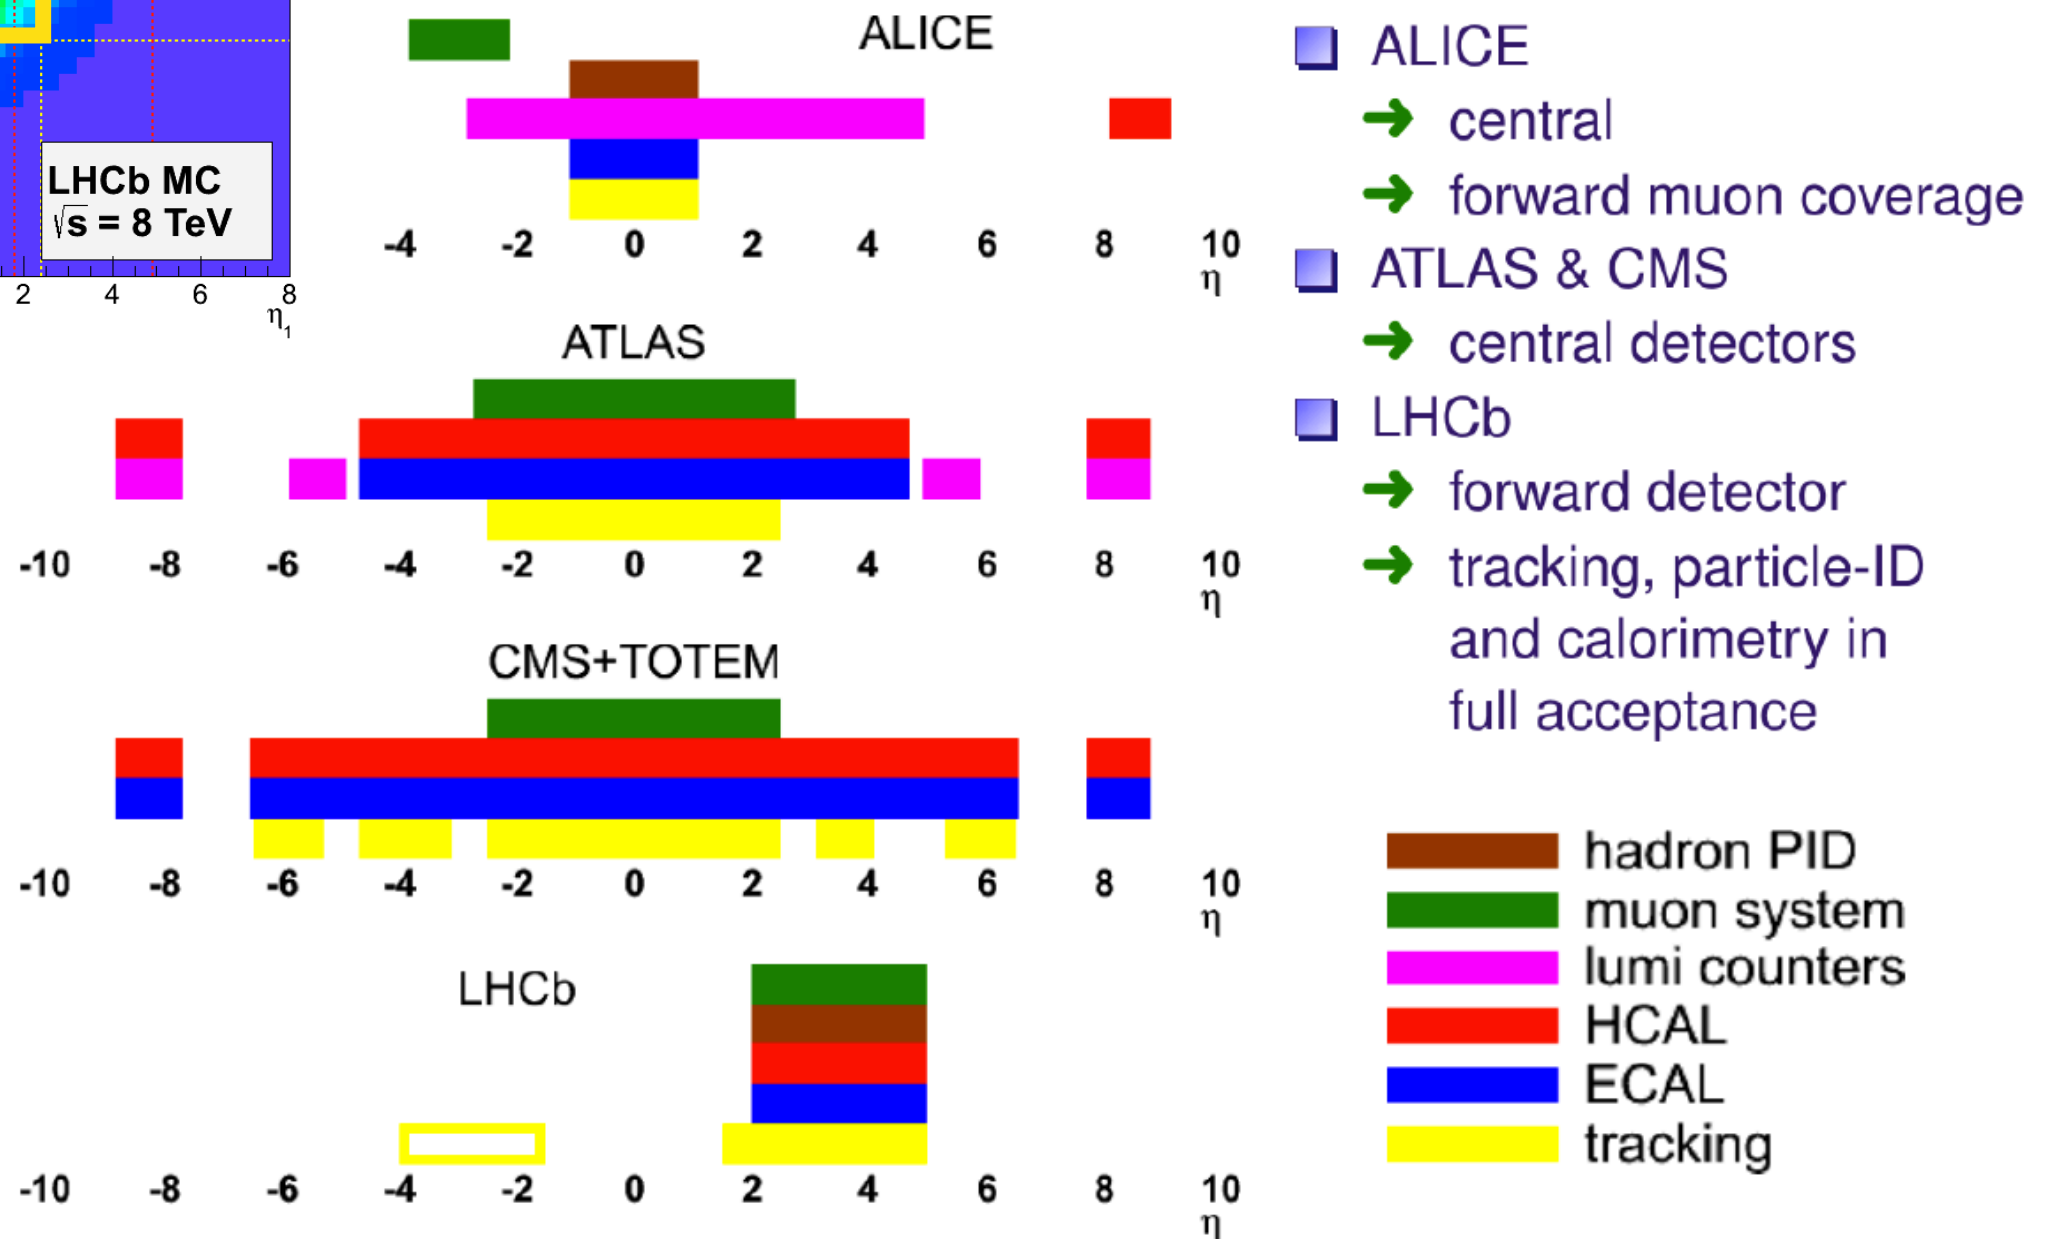 LHCb MC
√s = 8 TeV
2 4 6 8
η1
ALICE
-4 -2 0 2 4 6 8 10
η
ATLAS
-10 -8 -6 -4 -2 0 2 4 6 8 10
η
CMS+TOTEM
-10 -8 -6 -4 -2 0 2 4 6 8 10
η
LHCb
-10 -8 -6 -4 -2 0 2 4 6 8 10
η
ALICE
central
forward muon coverage
ATLAS & CMS
central detectors
LHCb
forward detector
tracking, particle-ID
and calorimetry in
full acceptance
hadron PID
muon system
lumi counters
HCAL
ECAL
tracking